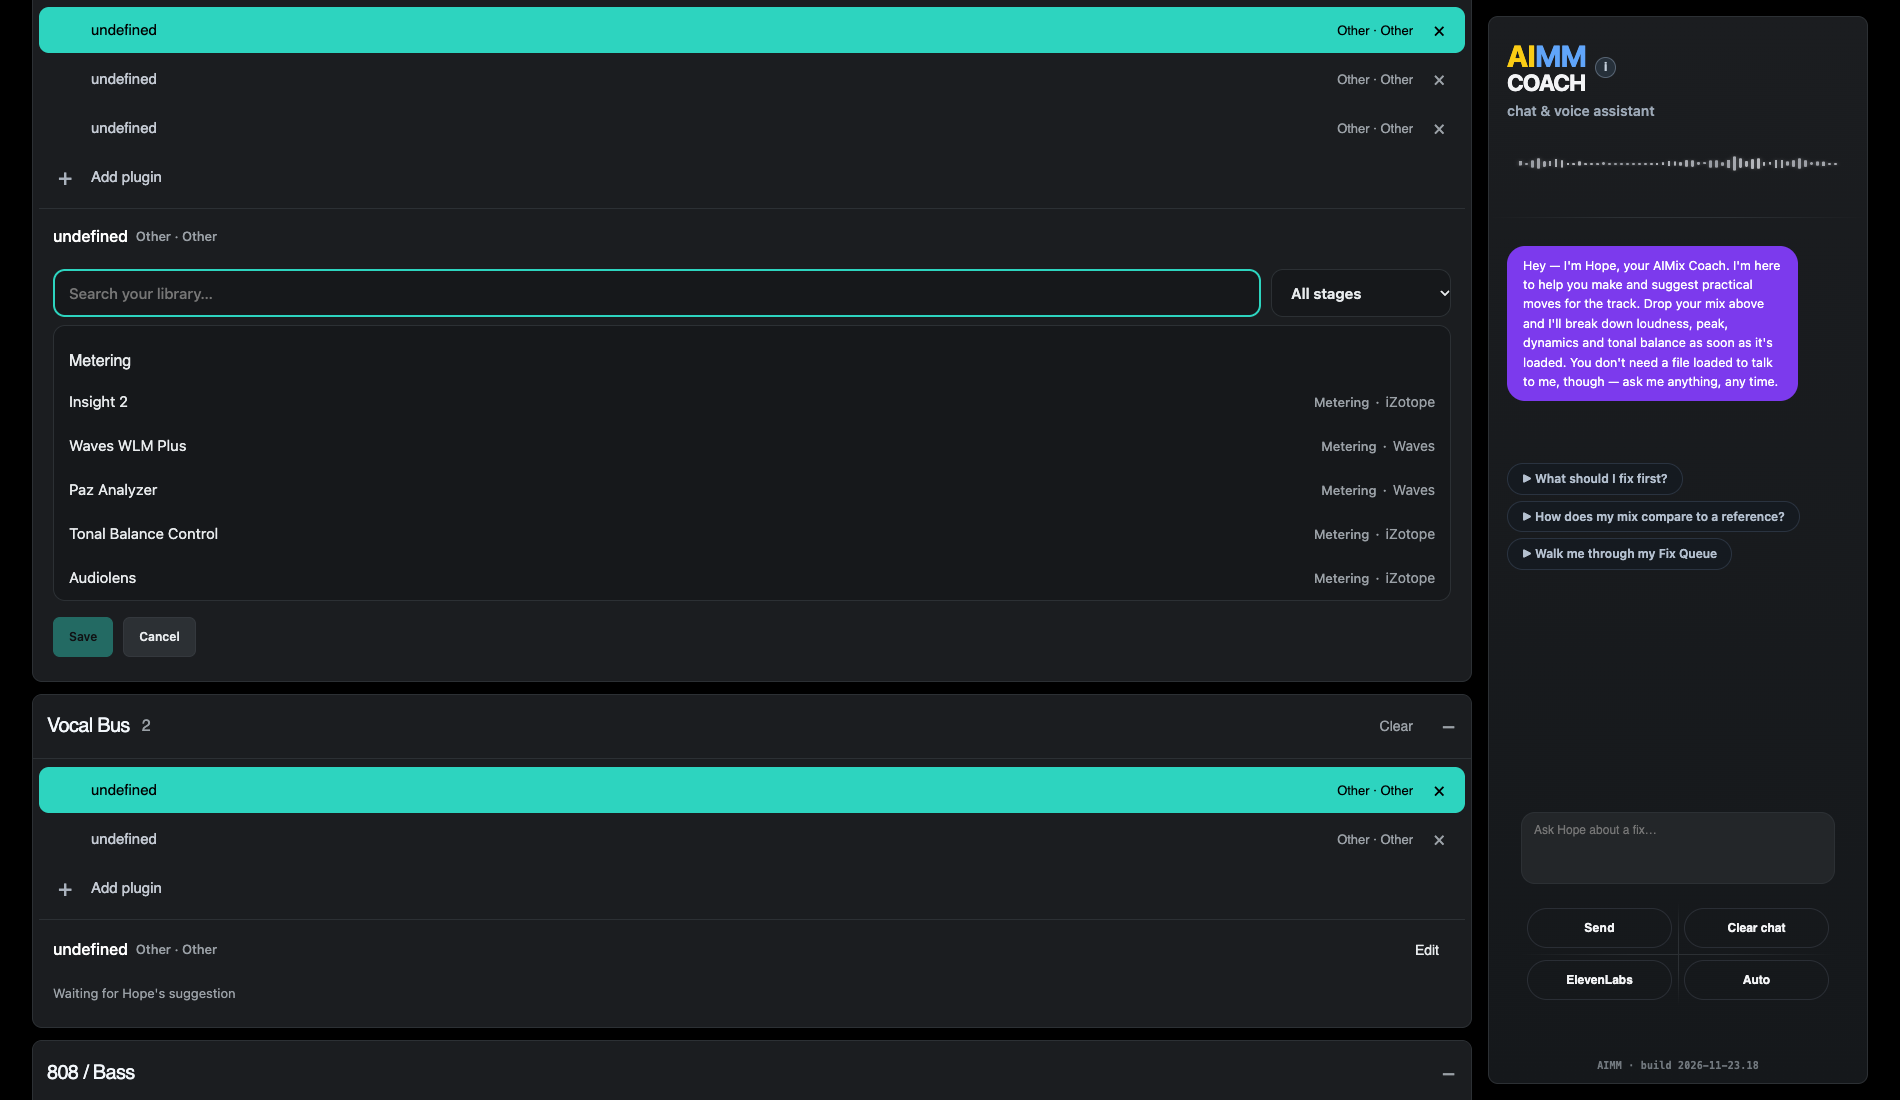 undefined Other · Other ×
undefined Other · Other ×
undefined Other · Other ×
+ Add plugin
undefined Other · Other
Search your library...
All stages
Metering
Insight 2 Metering · iZotope
Waves WLM Plus Metering · Waves
Paz Analyzer Metering · Waves
Tonal Balance Control Metering · iZotope
Audiolens Metering · iZotope
Save Cancel
Vocal Bus 2 Clear –
undefined Other · Other ×
undefined Other · Other ×
+ Add plugin
undefined Other · Other Edit
Waiting for Hope's suggestion
808 / Bass –
AIMM
COACH i
chat & voice assistant
Hey — I'm Hope, your AIMix Coach. I'm here
to help you make and suggest practical
moves for the track. Drop your mix above
and I'll break down loudness, peak,
dynamics and tonal balance as soon as it's
loaded. You don't need a file loaded to talk
to me, though — ask me anything, any time.
▶ What should I fix first?
▶ How does my mix compare to a reference?
▶ Walk me through my Fix Queue
Ask Hope about a fix...
Send Clear chat
ElevenLabs Auto
AIMM · build 2026-11-23.18